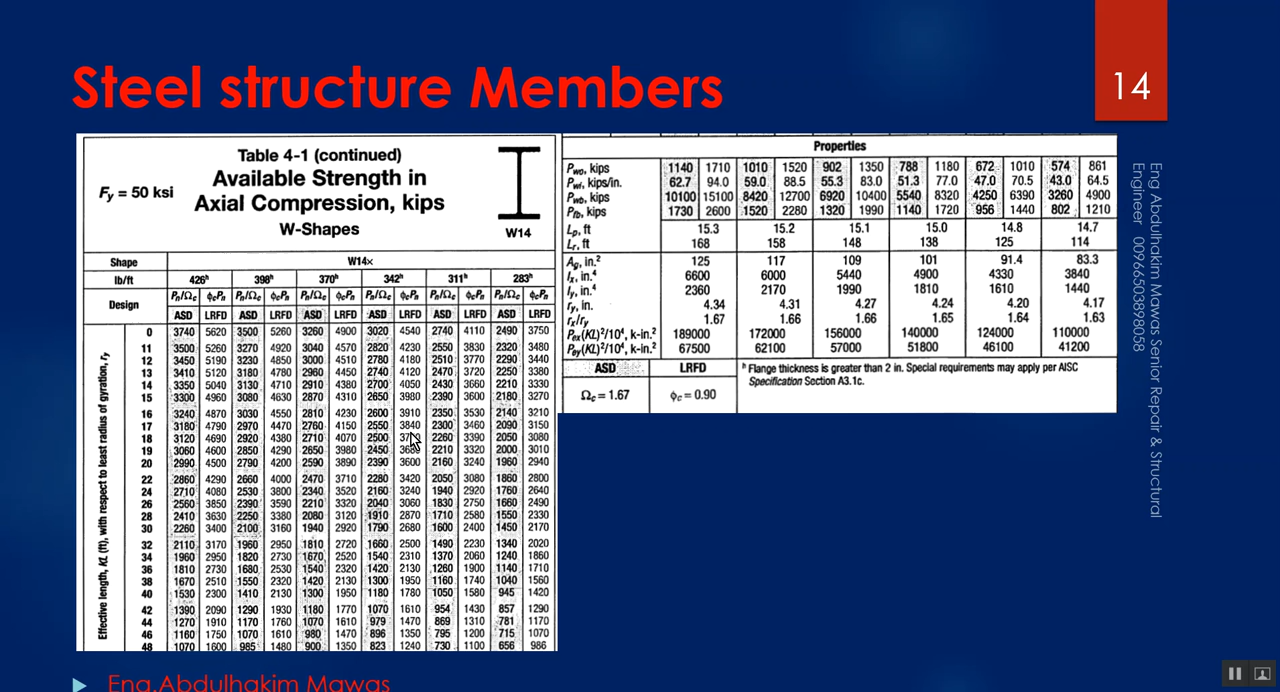 Steel structure Members
14
Table 4-1 (continued)
Available Strength in
Axial Compression, kips
W-Shapes
Fy = 50 ksi
W14
Shape W14×
lb/ft 426h 398h 370h 342h 311h 283h
Design Pn/Ωc ϕcPn Pn/Ωc ϕcPn Pn/Ωc ϕcPn Pn/Ωc ϕcPn Pn/Ωc ϕcPn Pn/Ωc ϕcPn
ASD LRFD ASD LRFD ASD LRFD ASD LRFD ASD LRFD ASD LRFD
Effective length, KL (ft), with respect to least radius of gyration, ry
0 3740 5620 3500 5260 3260 4900 3020 4540 2740 4110 2490 3750
11 3500 5260 3270 4920 3040 4570 2820 4230 2550 3830 2320 3480
12 3450 5190 3230 4850 3000 4510 2780 4180 2510 3770 2290 3440
13 3410 5120 3180 4780 2960 4450 2740 4120 2470 3720 2250 3380
14 3350 5040 3130 4710 2910 4380 2700 4050 2430 3660 2210 3330
15 3300 4960 3080 4630 2870 4310 2650 3980 2390 3600 2180 3270
16 3240 4870 3030 4550 2810 4230 2600 3910 2350 3530 2140 3210
17 3180 4790 2970 4470 2760 4150 2550 3840 2300 3460 2090 3150
18 3120 4690 2920 4380 2710 4070 2500 2260 3390 2050 3080
19 3060 4600 2850 4290 2650 3980 2450 3680 2210 3320 2000 3010
20 2990 4500 2790 4200 2590 3890 2390 3600 2160 3240 1960 2940
22 2860 4290 2660 4000 2470 3710 2280 3420 2050 3080 1860 2800
24 2710 4080 2530 3800 2340 3520 2160 3240 1940 2920 1760 2640
26 2560 3850 2390 3590 2210 3320 2040 3060 1830 2750 1660 2490
28 2410 3630 2250 3380 2080 3120 1910 2870 1710 2580 1550 2330
30 2260 3400 2100 3160 1940 2920 1790 2680 1600 2400 1450 2170
32 2110 3170 1960 2950 1810 2720 1660 2500 1490 2230 1340 2020
34 1960 2950 1820 2730 1670 2520 1540 2310 1370 2060 1240 1860
36 1810 2730 1680 2530 1540 2320 1420 2130 1260 1900 1140 1710
38 1670 2510 1550 2320 1420 2130 1300 1950 1160 1740 1040 1560
40 1530 2300 1410 2130 1300 1950 1180 1780 1050 1580 945 1420
42 1390 2090 1290 1930 1180 1770 1070 1610 954 1430 857 1290
44 1270 1910 1170 1760 1070 1610 979 1470 869 1310 781 1170
46 1160 1750 1070 1610 980 1470 896 1350 795 1200 715 1070
48 1070 1600 985 1480 900 1350 823 1240 730 1100 656 986
Properties
Pwo, kips 1140 1710 1010 1520 902 1350 788 1180 672 1010 574 861
Pwi, kips/in. 62.7 94.0 59.0 88.5 55.3 83.0 51.3 77.0 47.0 70.5 43.0 64.5
Pwb, kips 10100 15100 8420 12700 6920 10400 5540 8320 4250 6390 3260 4900
Pfb, kips 1730 2600 1520 2280 1320 1990 1140 1720 956 1440 802 1210
Lp, ft 15.3 15.2 15.1 15.0 14.8 14.7
Lr, ft 168 158 148 138 125 114
Ag, in.² 125 117 109 101 91.4 83.3
Ix, in.⁴ 6600 6000 5440 4900 4330 3840
Iy, in.⁴ 2360 2170 1990 1810 1610 1440
ry, in. 4.34 4.31 4.27 4.24 4.20 4.17
rx/ry 1.67 1.66 1.66 1.65 1.64 1.63
Pex(KL)²/10⁴, k-in.² 189000 172000 156000 140000 124000 110000
Pey(KL)²/10⁴, k-in.² 67500 62100 57000 51800 46100 41200
ASD LRFD
Ωc = 1.67 ϕc = 0.90
h Flange thickness is greater than 2 in. Special requirements may apply per AISC
Specification Section A3.1c.
Eng Abdulhakim Mawas Senior Repair & Structural
Engineer 00966503898058
Eng.Abdulhakim Mawas